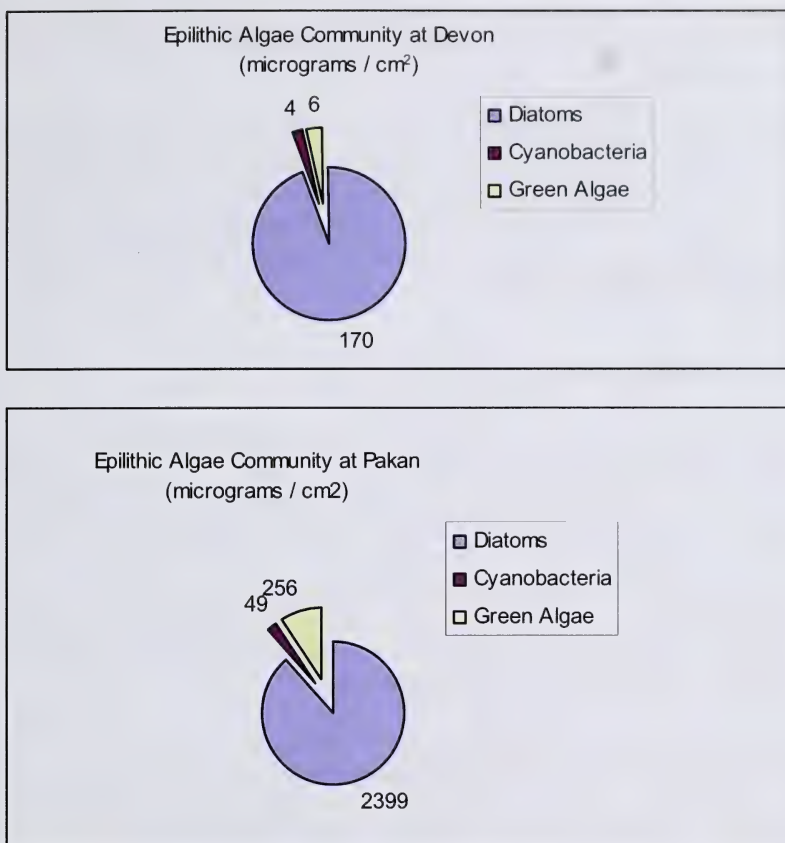 Epilithic Algae Community at Devon
(micrograms / cm²)
4 6
Diatoms
Cyanobacteria
Green Algae
170
Epilithic Algae Community at Pakan
(micrograms / cm2)
Diatoms
Cyanobacteria
Green Algae
256
49
2399